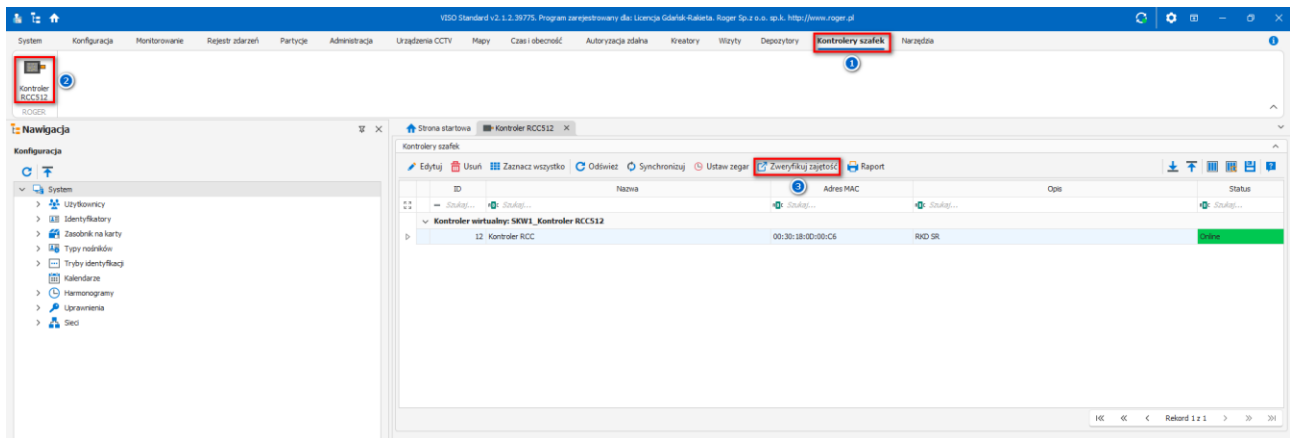 VISO Standard v2.1.2.39775. Program zarejestrowany dla: Licencja Gdańsk-Rakieta. Roger Sp.z o.o. sp.k. http://www.roger.pl
System Konfiguracja Monitorowanie Rejestr zdarzeń Partycje Administracja Urządzenia CCTV Mapy Czas i obecność Autoryzacja zdalna Kreatory Wizyty Depozytory Kontrolery szafek Narzędzia
1
2
Kontroler
RCC512
ROGER
Nawigacja
Konfiguracja
System
Użytkownicy
Identyfikatory
Zasobnik na karty
Typy nośników
Tryby identyfikacji
Kalendarze
Harmonogramy
Uprawnienia
Sieci
Strona startowa Kontroler RCC512
Kontrolery szafek
Edytuj Usuń Zaznacz wszystko Odśwież Synchronizuj Ustaw zegar Zweryfikuj zajętość Raport
3
ID Nazwa Adres MAC Opis Status
Szukaj... Szukaj... Szukaj... Szukaj... Szukaj...
Kontroler wirtualny: SKW1_Kontroler RCC512
12 Kontroler RCC 00:30:18:0D:00:C6 RKD SR Online
Rekord 1 z 1